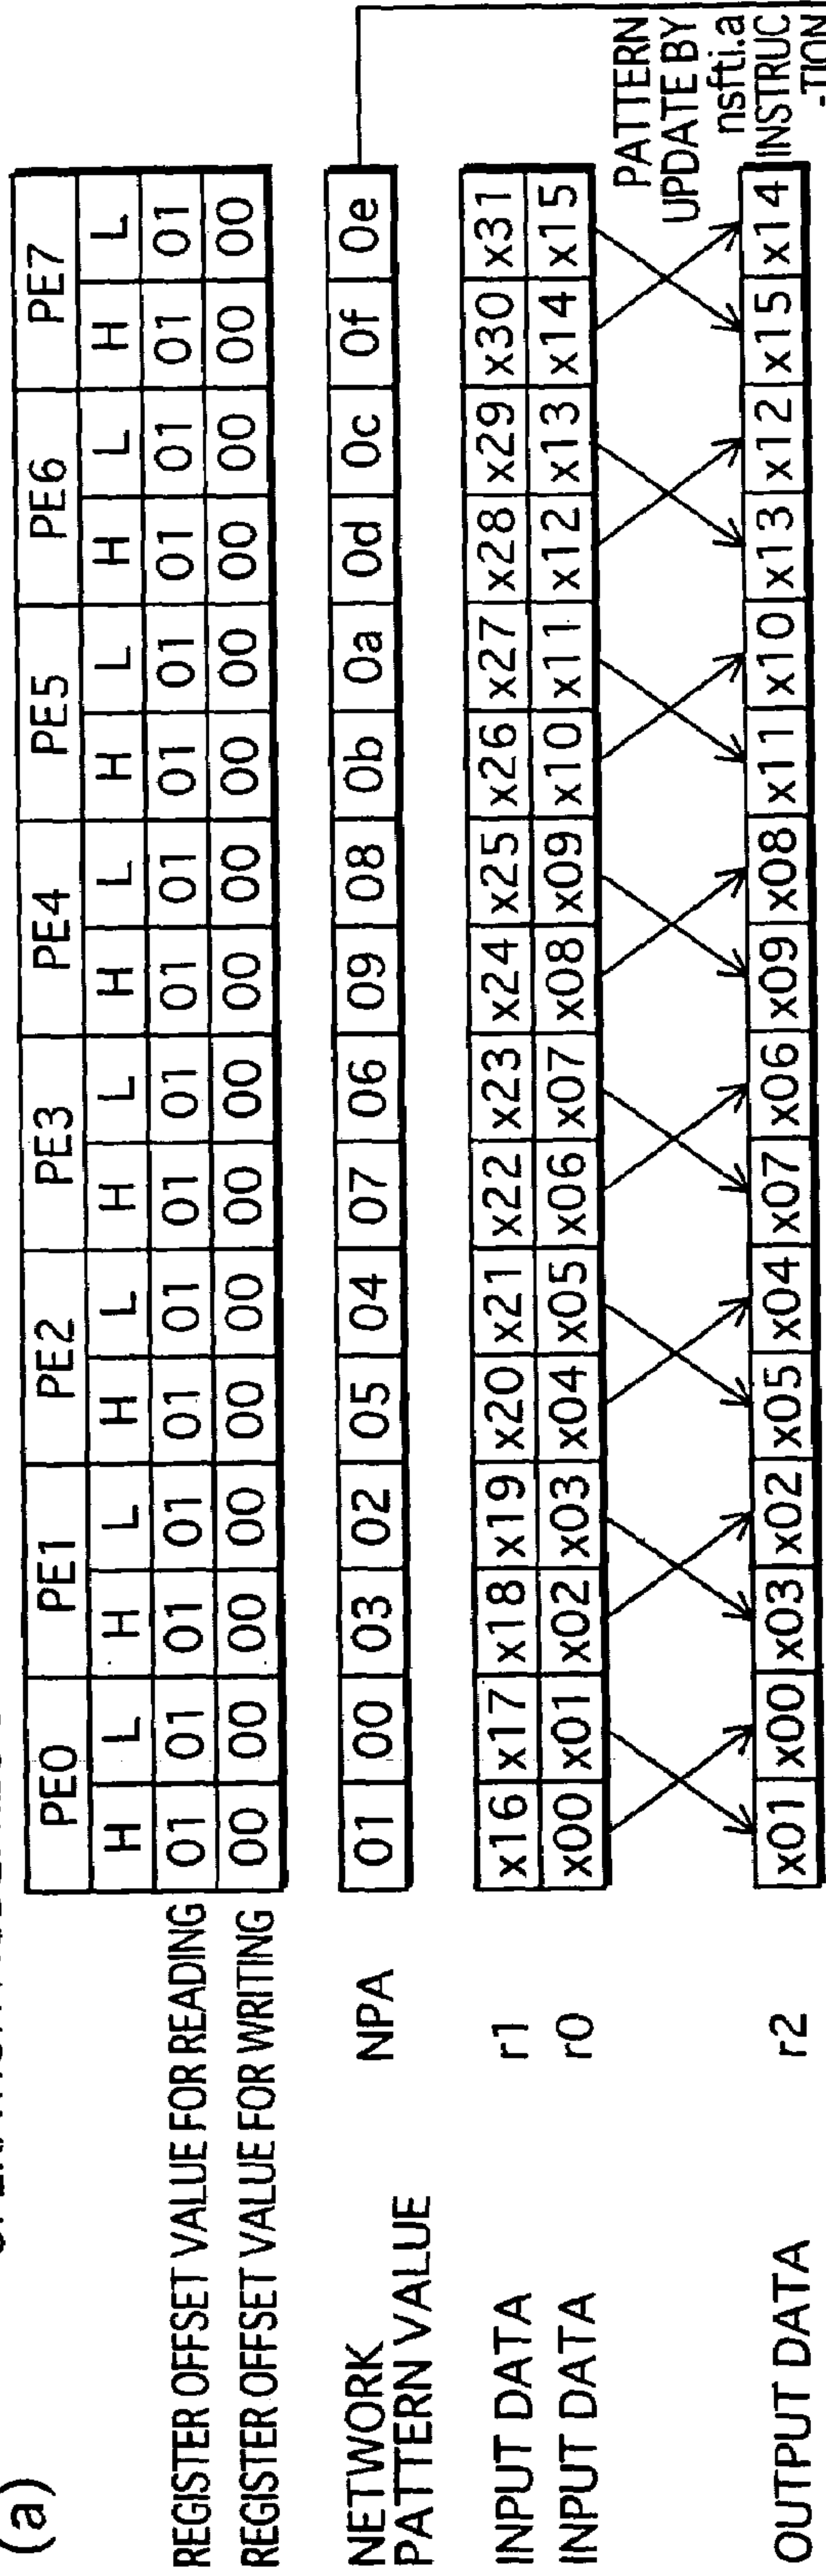 (a)
PE0 PE1 PE2 PE3 PE4 PE5 PE6 PE7
H L H L H L H L H L H L H L H L
REGISTER OFFSET VALUE FOR READING 01 01 01 01 01 01 01 01 01 01 01 01 01 01 01 01
REGISTER OFFSET VALUE FOR WRITING 00 00 00 00 00 00 00 00 00 00 00 00 00 00 00 00
NETWORK
PATTERN VALUE NPA 01 00 03 02 05 04 07 06 09 08 0b 0a 0d 0c 0f 0e
INPUT DATA r1 x16 x17 x18 x19 x20 x21 x22 x23 x24 x25 x26 x27 x28 x29 x30 x31
INPUT DATA r0 x00 x01 x02 x03 x04 x05 x06 x07 x08 x09 x10 x11 x12 x13 x14 x15
PATTERN
UPDATE BY
nsfti.a
INSTRUC
-TION
OUTPUT DATA r2 x01 x00 x03 x02 x05 x04 x07 x06 x09 x08 x11 x10 x13 x12 x15 x14